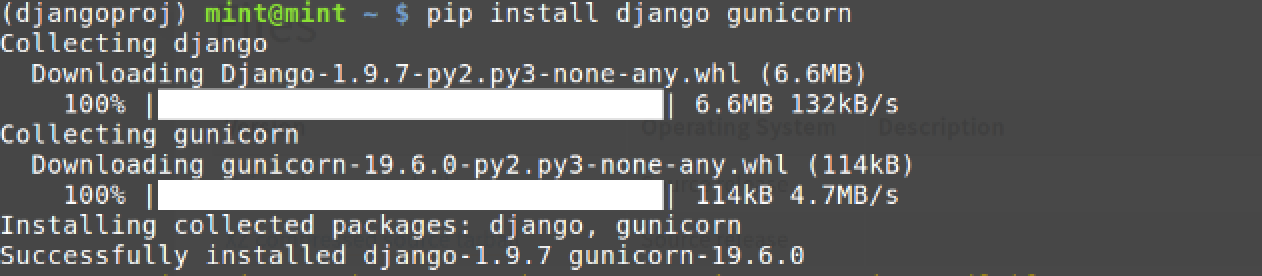 (djangoproj) mint@mint ~ $ pip install django gunicorn
Collecting django
  Downloading Django-1.9.7-py2.py3-none-any.whl (6.6MB)
    100% |                                | 6.6MB 132kB/s
Collecting gunicorn
Operating System Description
  Downloading gunicorn-19.6.0-py2.py3-none-any.whl (114kB)
    100% |                                | 114kB 4.7MB/s
Installing collected packages: django, gunicorn
Successfully installed django-1.9.7 gunicorn-19.6.0